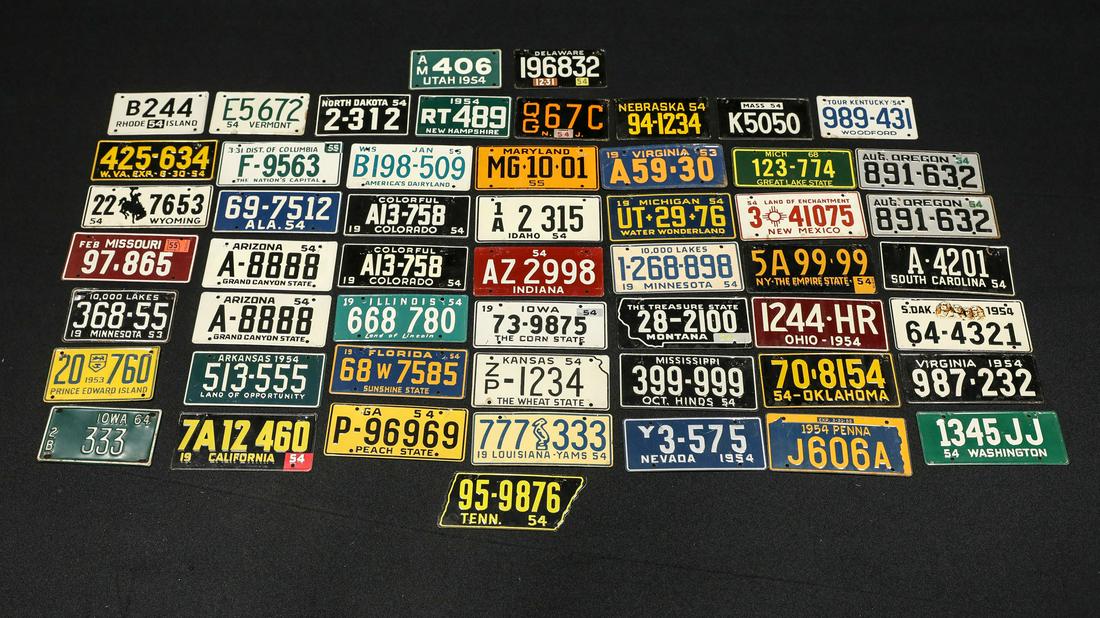 A M 406
UTAH 1954
DELAWARE
196832
12-31 54
B244
RHODE 54 ISLAND
E5672
54 VERMONT
NORTH DAKOTA 54
2-312
1954
RT489
NEW HAMPSHIRE
67C
N. 54 J.
NEBRASKA 54
94-1234
MASS 54
K5050
TOUR KENTUCKY 54
989-431
WOODFORD
425-634
W. VA. EXP. 6-30-54
3-31 DIST. OF COLUMBIA 55
F-9563
THE NATION'S CAPITAL
WIS JAN 55
B198-509
AMERICA'S DAIRYLAND
MARYLAND
MG·10·01
55
19 VIRGINIA 53
A59·30
MICH 68
123-774
GREAT LAKE STATE
AUG. OREGON 54
891-632
22 7653
54 WYOMING
69-7512
ALA. 54
COLORFUL
A13-758
19 COLORADO 54
1A 2 315
IDAHO 54
19 MICHIGAN 54
UT·29·76
WATER WONDERLAND
54 LAND OF ENCHANTMENT
3 41075
NEW MEXICO
AUG. OREGON 54
891-632
FEB MISSOURI 55
97·865
ARIZONA 54
A-8888
GRAND CANYON STATE
COLORFUL
A13-758
19 COLORADO 54
54
AZ 2998
INDIANA
10,000 LAKES
1·268-898
19 MINNESOTA 54
5A 99·99
NY·THE EMPIRE STATE· 54
A·4201
SOUTH CAROLINA 54
10,000 LAKES
368-55
19 MINNESOTA 53
ARIZONA 54
A-8888
GRAND CANYON STATE
19 ILLINOIS 54
668 780
Land of Lincoln
19 IOWA 54
73-9875
THE CORN STATE
THE TREASURE STATE
28-2100
MONTANA 54
1244·HR
OHIO - 1954
S.DAK. 1954
64-4321
20 760
1953
PRINCE EDWARD ISLAND
ARKANSAS 1954
513-555
LAND OF OPPORTUNITY
19 FLORIDA 54
68W7585
SUNSHINE STATE
KANSAS 54
Z P -1234
THE WHEAT STATE
MISSISSIPPI
399-999
OCT. HINDS 54
70·8154
54-OKLAHOMA
VIRGINIA 1954
987·232
IOWA 64
333
7A12 460
19 CALIFORNIA 54
GA 54
P-96969
PEACH STATE
777 333
19 LOUISIANA·YAMS 54
Y3-575
NEVADA 1954
1954 PENNA
J606A
1345 JJ
54 WASHINGTON
95-9876
TENN. 54